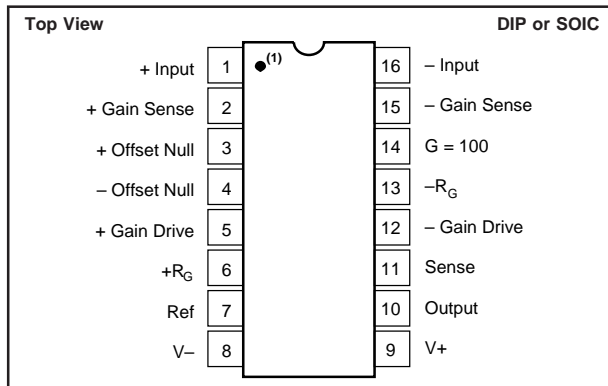 Top View DIP or SOIC
(1)
+ Input 1 16 – Input
+ Gain Sense 2 15 – Gain Sense
+ Offset Null 3 14 G = 100
– Offset Null 4 13 –RG
+ Gain Drive 5 12 – Gain Drive
+RG 6 11 Sense
Ref 7 10 Output
V– 8 9 V+